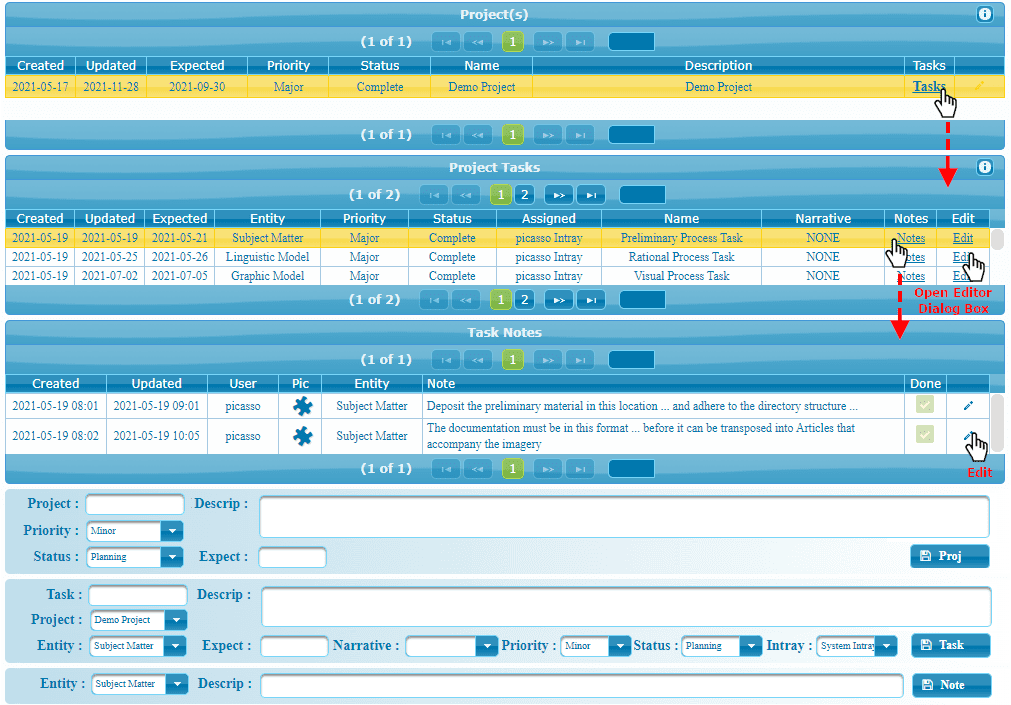 Project(s)
(1 of 1) 1
Created Updated Expected Priority Status Name Description Tasks
2021-05-17 2021-11-28 2021-09-30 Major Complete Demo Project Demo Project Tasks
(1 of 1) 1
Project Tasks
(1 of 2) 1 2
Created Updated Expected Entity Priority Status Assigned Name Narrative Notes Edit
2021-05-19 2021-05-19 2021-05-21 Subject Matter Major Complete picasso Intray Preliminary Process Task NONE Notes Edit
2021-05-19 2021-05-25 2021-05-26 Linguistic Model Major Complete picasso Intray Rational Process Task NONE Notes Edit
2021-05-19 2021-07-02 2021-07-05 Graphic Model Major Complete picasso Intray Visual Process Task NONE Notes Edit
(1 of 2) 1 2
Open Editor
Dialog Box
Task Notes
(1 of 1) 1
Created Updated User Pic Entity Note Done
2021-05-19 08:01 2021-05-19 09:01 picasso Subject Matter Deposit the preliminary material in this location ... and adhere to the directory structure ...
2021-05-19 08:02 2021-05-19 10:05 picasso Subject Matter The documentation must be in this format ... before it can be transposed into Articles that
accompany the imagery
(1 of 1) 1
Edit
Project : Descrip :
Priority : Minor
Status : Planning Expect : Proj
Task : Descrip :
Project : Demo Project
Entity : Subject Matter Expect : Narrative : Priority : Minor Status : Planning Intray : System Intray Task
Entity : Subject Matter Descrip : Note